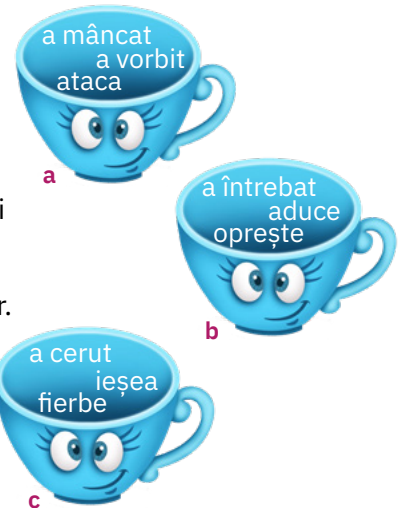 a mâncat
a vorbit
ataca
a
i
a întrebat
aduce
oprește
r.
b
a cerut
ieșea
fierbe
c